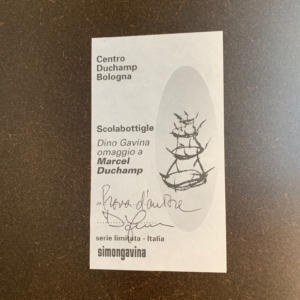 Centro
Duchamp
Bologna
Scolabottiglie
Dino Gavina
omaggio a
Marcel
Duchamp
"Prova d'autore
serie limitata - Italia
simongavina